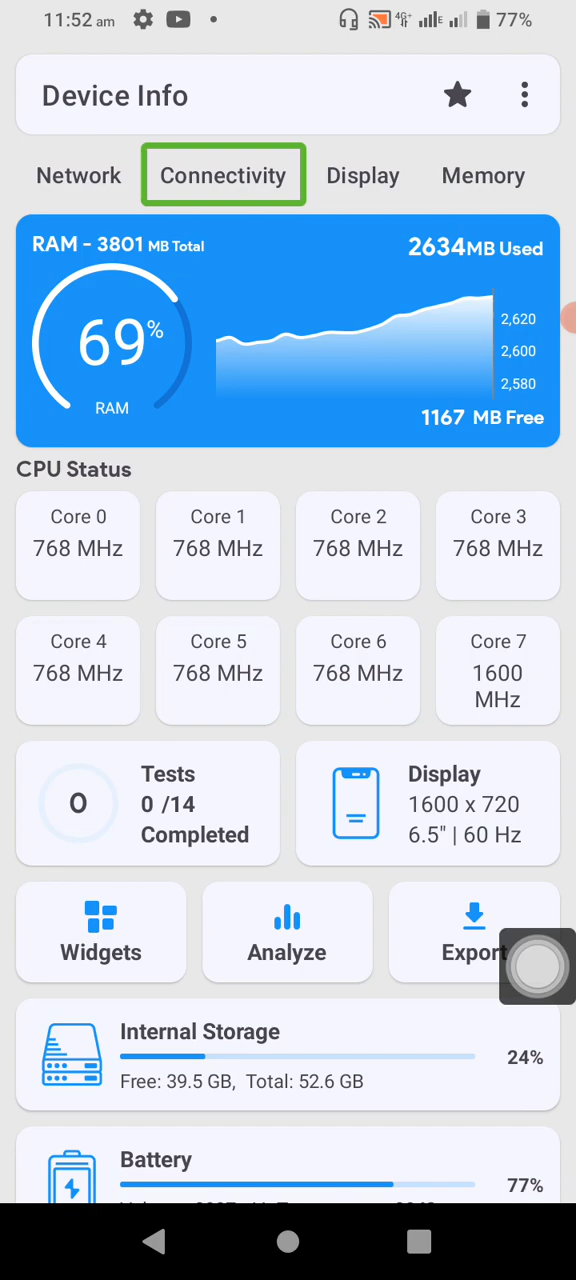 11:52 am 4G+ E 77%
Device Info
Network Connectivity Display Memory
RAM - 3801 MB Total 2634 MB Used
69%
RAM
2,620
2,600
2,580
1167 MB Free
CPU Status
Core 0 Core 1 Core 2 Core 3
768 MHz 768 MHz 768 MHz 768 MHz
Core 4 Core 5 Core 6 Core 7
768 MHz 768 MHz 768 MHz 1600
MHz
0
Tests
0 /14
Completed
Display
1600 x 720
6.5" | 60 Hz
Widgets Analyze Export
Internal Storage
24%
Free: 39.5 GB, Total: 52.6 GB
Battery
77%